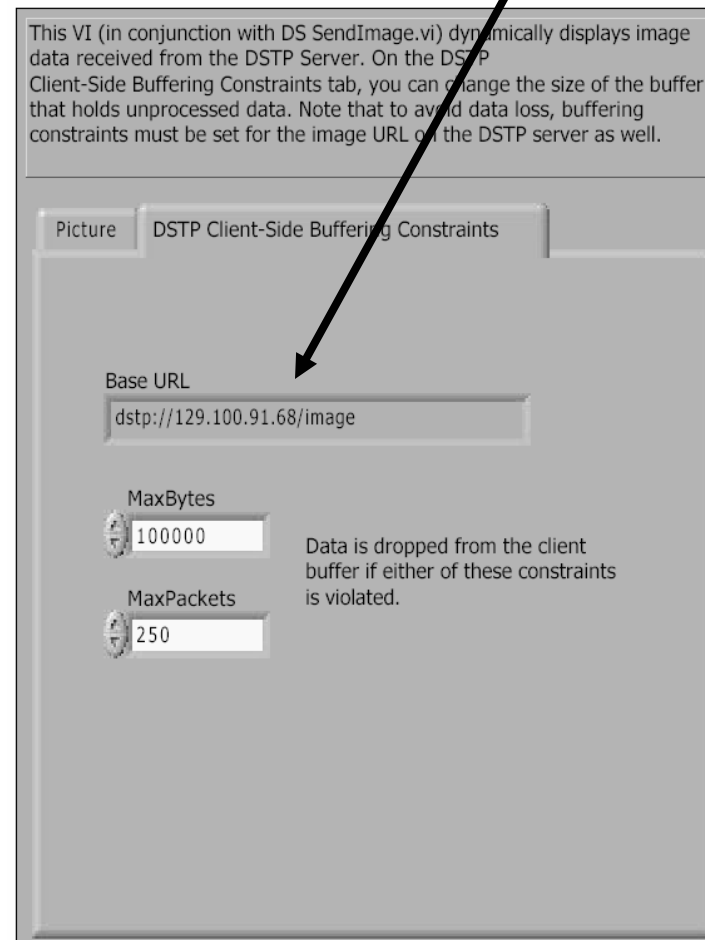 This VI (in conjunction with DS SendImage.vi) dynamically displays image
data received from the DSTP Server. On the DSTP
Client-Side Buffering Constraints tab, you can change the size of the buffer
that holds unprocessed data. Note that to avoid data loss, buffering
constraints must be set for the image URL on the DSTP server as well.
Picture
DSTP Client-Side Buffering Constraints
Base URL
dstp://129.100.91.68/image
MaxBytes
100000
MaxPackets
250
Data is dropped from the client
buffer if either of these constraints
is violated.